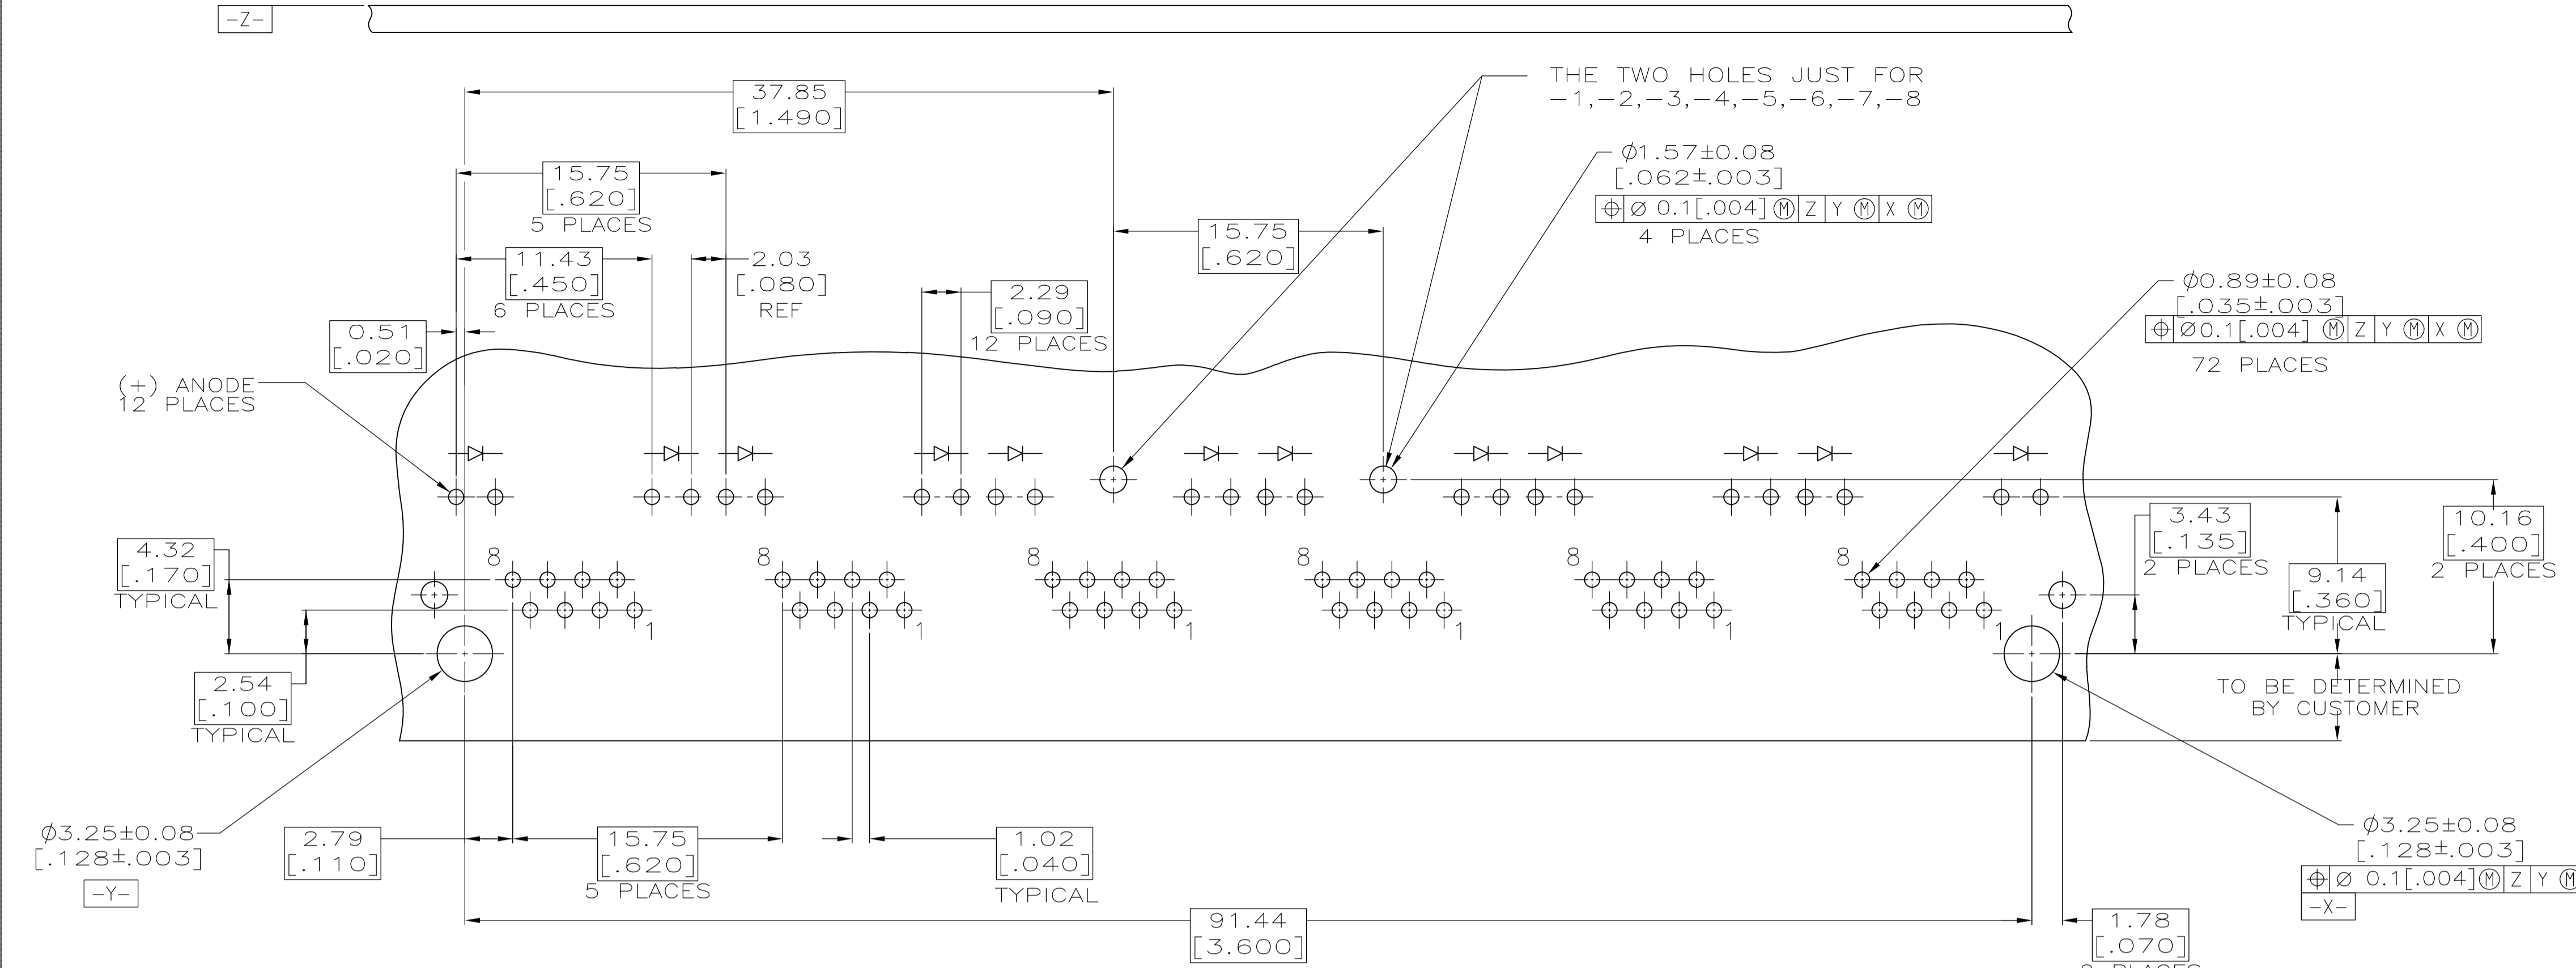 -Z-
37.85
[1.490]
THE TWO HOLES JUST FOR
-1,-2,-3,-4,-5,-6,-7,-8
15.75
[.620]
5 PLACES
⌀1.57±0.08
[.062±.003]
⌖ ⌀ 0.1[.004] Ⓜ Z Y Ⓜ X Ⓜ
4 PLACES
11.43
[.450]
6 PLACES
2.03
[.080]
REF
15.75
[.620]
2.29
[.090]
12 PLACES
⌀0.89±0.08
[.035±.003]
⌖ ⌀0.1[.004] Ⓜ Z Y Ⓜ X Ⓜ
72 PLACES
0.51
[.020]
(+) ANODE
12 PLACES
4.32
[.170]
TYPICAL
8
8
8
8
8
8
3.43
[.135]
2 PLACES
10.16
[.400]
2 PLACES
9.14
[.360]
TYPICAL
1
1
1
1
1
1
2.54
[.100]
TYPICAL
TO BE DETERMINED
BY CUSTOMER
⌀3.25±0.08
[.128±.003]
-Y-
2.79
[.110]
15.75
[.620]
5 PLACES
1.02
[.040]
TYPICAL
⌀3.25±0.08
[.128±.003]
⌖ ⌀ 0.1[.004]Ⓜ Z Y Ⓜ
-X-
91.44
[3.600]
1.78
[.070]